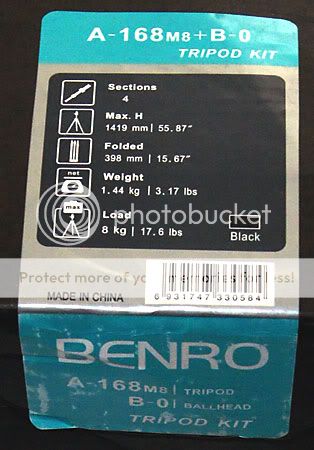 A-168M8+B-0
TRIPOD KIT
Sections
4
Max. H
1419 mm | 55.87"
Folded
398 mm | 15.67"
net
Weight
1.44 kg | 3.17 lbs
max
Load
8 kg | 17.6 lbs
Black
photobucket
Protect more of your memories for less!
MADE IN CHINA
6 931747 330584
BENRO
A-168M8 | TRIPOD
B-0 | BALLHEAD
TRIPOD KIT